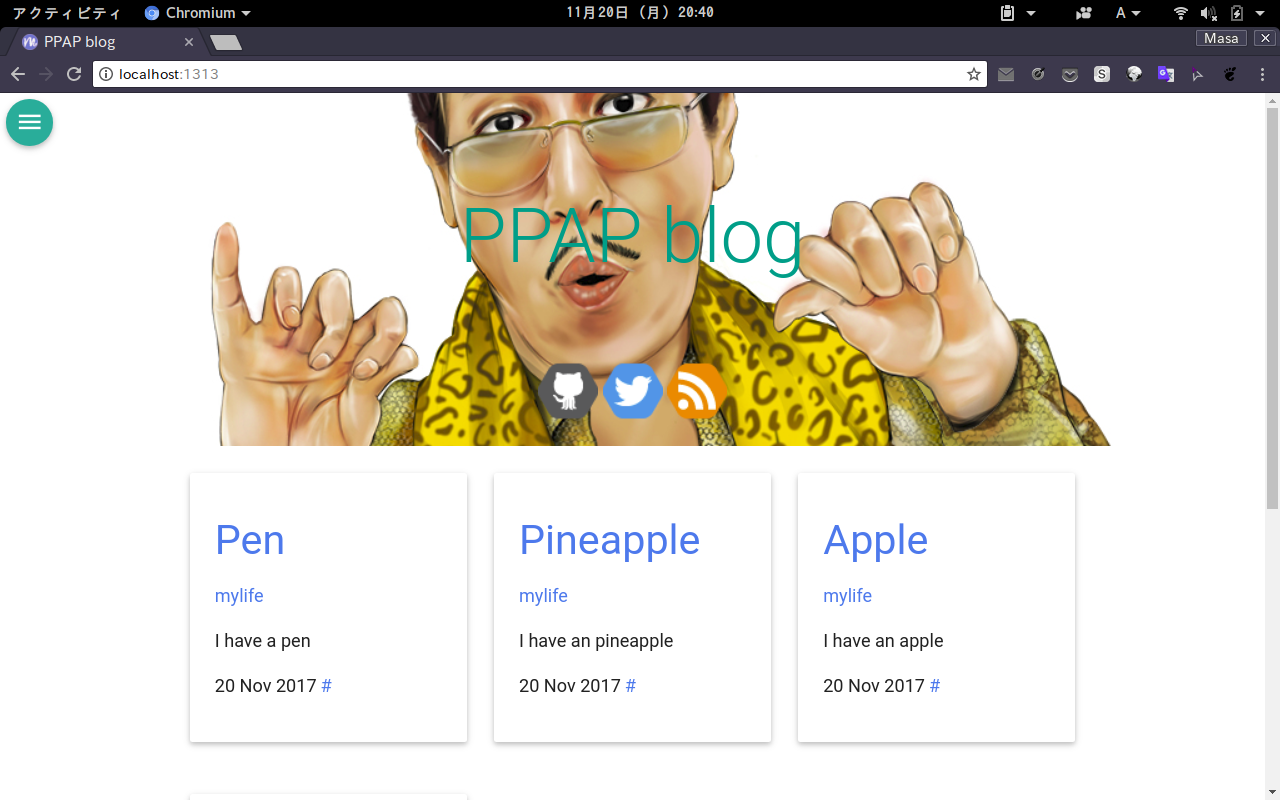 アクティビティ Chromium 11月20日 (月) 20:40 A
PPAP blog Masa
localhost:1313 S
PPAP blog
Pen
mylife
I have a pen
20 Nov 2017 #
Pineapple
mylife
I have an pineapple
20 Nov 2017 #
Apple
mylife
I have an apple
20 Nov 2017 #